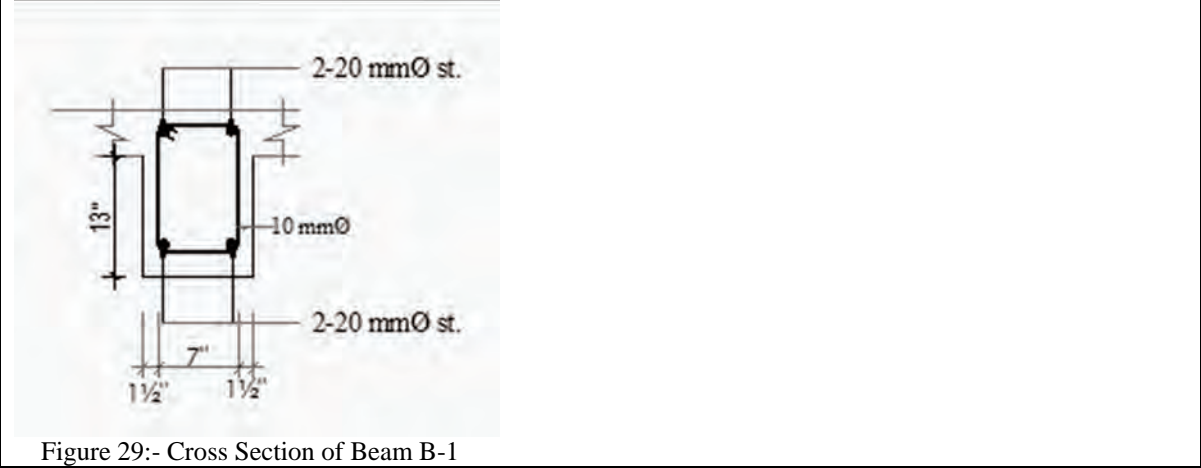 2-20 mmØ st.
13"
10 mmØ
2-20 mmØ st.
7"
1½" 1½"
Figure 29:- Cross Section of Beam B-1